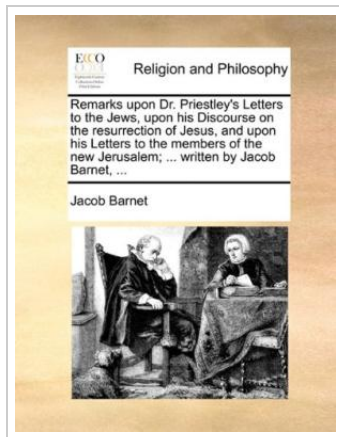 ECCO
Religion and Philosophy
Remarks upon Dr. Priestley's Letters
to the Jews, upon his Discourse on
the resurrection of Jesus, and upon
his Letters to the members of the
new Jerusalem; ... written by Jacob
Barnet, ...
Jacob Barnet